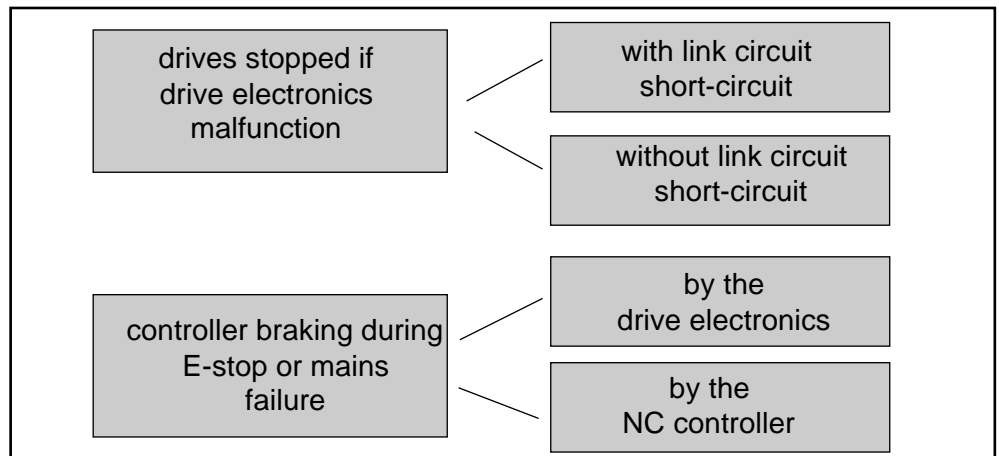 drives stopped if
drive electronics
malfunction
with link circuit
short-circuit
without link circuit
short-circuit
controller braking during
E-stop or mains
failure
by the
drive electronics
by the
NC controller